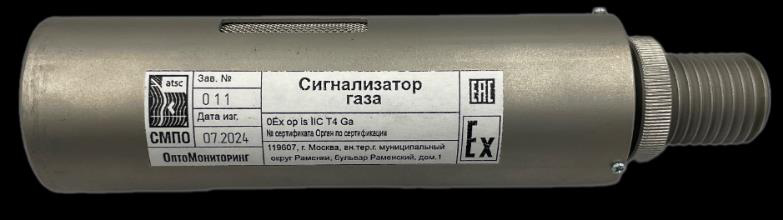 atsc
СМПО
ОптоМониторинг
Зав. №
011
Дата изг.
07.2024
Сигнализатор
газа
0Ex op is IIC T4 Ga
№ сертификата Орган по сертификации
119607, г. Москва, вн.тер.г. муниципальный
округ Раменки, бульвар Раменский, дом.1
EAC
Ex